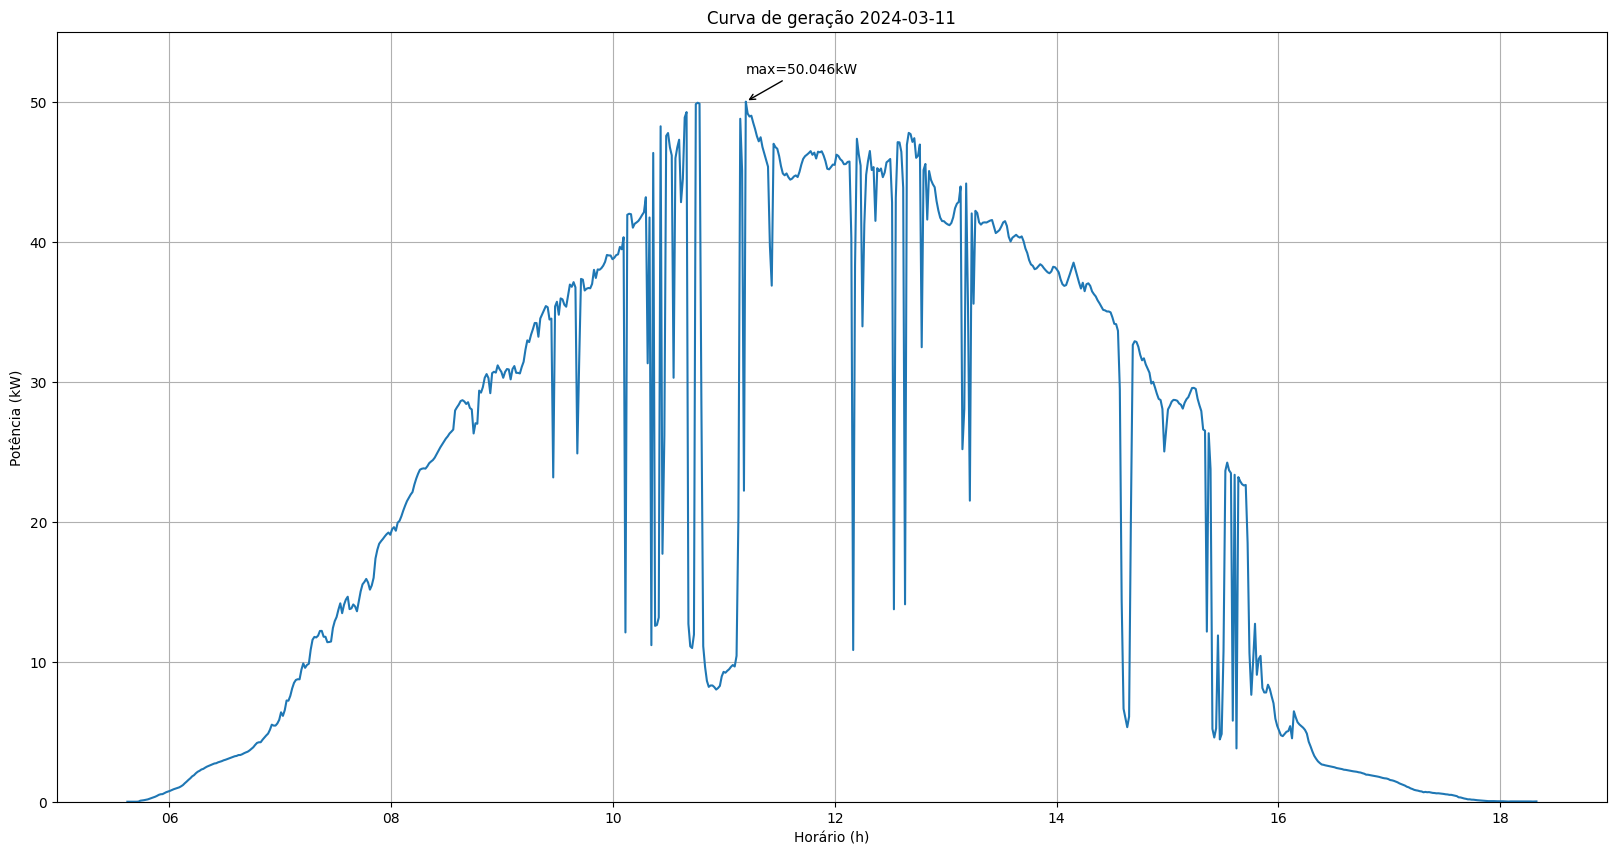 Curva de geração 2024-03-11
max=50.046kW
50
40
30
20
10
0
Potência (kW)
06 08 10 12 14 16 18
Horário (h)